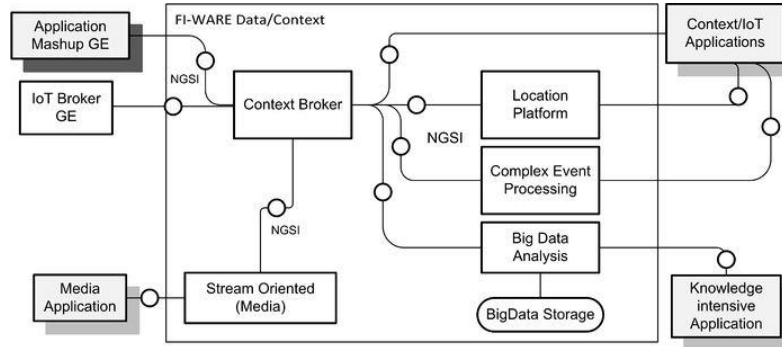 FI-WARE Data/Context
Application
Mashup GE
NGSI
IoT Broker
GE
Context Broker
NGSI
Location
Platform
Context/IoT
Applications
Complex Event
Processing
NGSI
Big Data
Analysis
Media
Application
Stream Oriented
(Media)
BigData Storage
Knowledge
intensive
Application